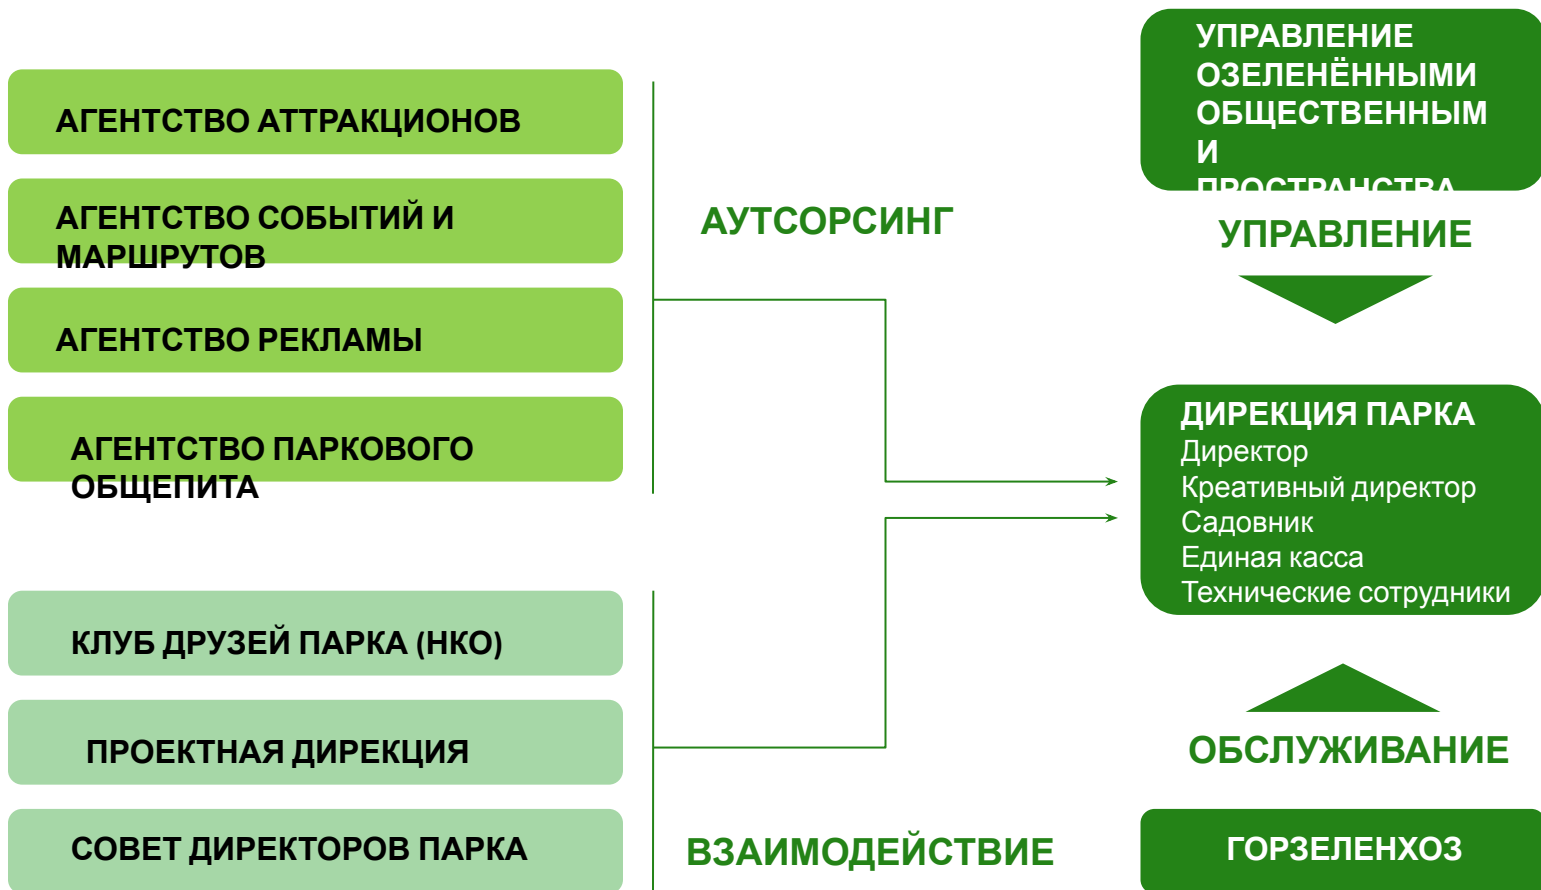 АГЕНТСТВО АТТРАКЦИОНОВ
АГЕНТСТВО СОБЫТИЙ И
МАРШРУТОВ
АГЕНТСТВО РЕКЛАМЫ
АГЕНТСТВО ПАРКОВОГО
ОБЩЕПИТА
АУТСОРСИНГ
КЛУБ ДРУЗЕЙ ПАРКА (НКО)
ПРОЕКТНАЯ ДИРЕКЦИЯ
СОВЕТ ДИРЕКТОРОВ ПАРКА
ВЗАИМОДЕЙСТВИЕ
УПРАВЛЕНИЕ
ОЗЕЛЕНЁННЫМИ
ОБЩЕСТВЕННЫМ
И
ПРОСТРАНСТВА
УПРАВЛЕНИЕ
ДИРЕКЦИЯ ПАРКА
Директор
Креативный директор
Садовник
Единая касса
Технические сотрудники
ОБСЛУЖИВАНИЕ
ГОРЗЕЛЕНХОЗ